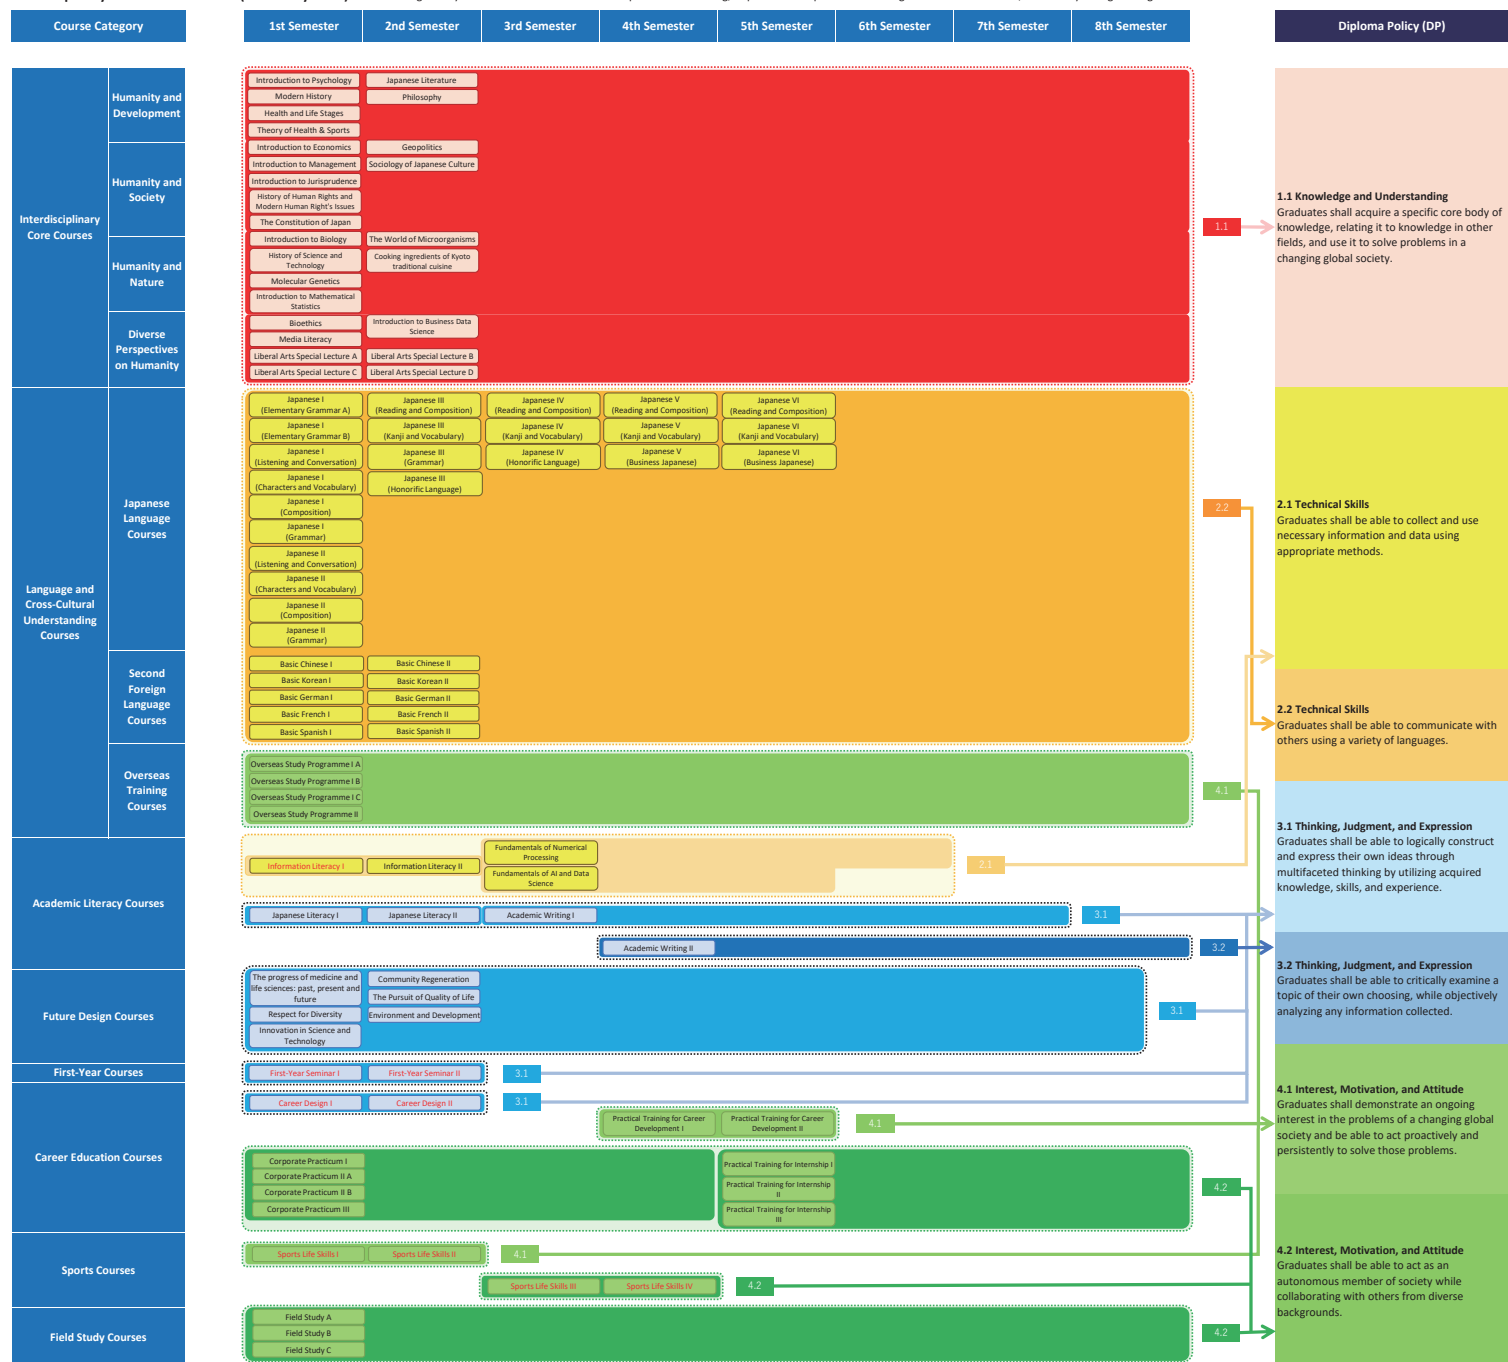 Course Category
1st Semester
2nd Semester
3rd Semester
4th Semester
5th Semester
6th Semester
7th Semester
8th Semester
Diploma Policy (DP)
Interdisciplinary
Core Courses
Humanity and
Development
Introduction to Psychology
Japanese Literature
Modern History
Philosophy
Health and Life Stages
Theory of Health & Sports
Humanity and
Society
Introduction to Economics
Geopolitics
Introduction to Management
Sociology of Japanese Culture
Introduction to Jurisprudence
History of Human Rights and
Modern Human Right's Issues
The Constitution of Japan
Humanity and
Nature
Introduction to Biology
The World of Microorganisms
History of Science and
Technology
Cooking ingredients of Kyoto
traditional cuisine
Molecular Genetics
Introduction to Mathematical
Statistics
Diverse
Perspectives
on Humanity
Bioethics
Introduction to Business Data
Science
Media Literacy
Liberal Arts Special Lecture A
Liberal Arts Special Lecture B
Liberal Arts Special Lecture C
Liberal Arts Special Lecture D
1.1
1.1 Knowledge and Understanding
Graduates shall acquire a specific core body of
knowledge, relating it to knowledge in other
fields, and use it to solve problems in a
changing global society.
Language and
Cross-Cultural
Understanding
Courses
Japanese
Language
Courses
Japanese I
(Elementary Grammar A)
Japanese III
(Reading and Composition)
Japanese IV
(Reading and Composition)
Japanese V
(Reading and Composition)
Japanese VI
(Reading and Composition)
Japanese I
(Elementary Grammar B)
Japanese III
(Kanji and Vocabulary)
Japanese IV
(Kanji and Vocabulary)
Japanese V
(Kanji and Vocabulary)
Japanese VI
(Kanji and Vocabulary)
Japanese I
(Listening and Conversation)
Japanese III
(Grammar)
Japanese IV
(Honorific Language)
Japanese V
(Business Japanese)
Japanese VI
(Business Japanese)
Japanese I
(Characters and Vocabulary)
Japanese III
(Honorific Language)
Japanese I
(Composition)
Japanese I
(Grammar)
Japanese II
(Listening and Conversation)
Japanese II
(Characters and Vocabulary)
Japanese II
(Composition)
Japanese II
(Grammar)
2.2
2.1 Technical Skills
Graduates shall be able to collect and use
necessary information and data using
appropriate methods.
Second
Foreign
Language
Courses
Basic Chinese I
Basic Chinese II
Basic Korean I
Basic Korean II
Basic German I
Basic German II
Basic French I
Basic French II
Basic Spanish I
Basic Spanish II
2.2 Technical Skills
Graduates shall be able to communicate with
others using a variety of languages.
Overseas
Training
Courses
Overseas Study Programme I A
Overseas Study Programme I B
Overseas Study Programme I C
Overseas Study Programme II
4.1
3.1 Thinking, Judgment, and Expression
Graduates shall be able to logically construct
and express their own ideas through
multifaceted thinking by utilizing acquired
knowledge, skills, and experience.
Academic Literacy Courses
Information Literacy I
Information Literacy II
Fundamentals of Numerical
Processing
Fundamentals of AI and Data
Science
2.1
Japanese Literacy I
Japanese Literacy II
Academic Writing I
3.1
Academic Writing II
3.2
3.2 Thinking, Judgment, and Expression
Graduates shall be able to critically examine a
topic of their own choosing, while objectively
analyzing any information collected.
Future Design Courses
The progress of medicine and
life sciences: past, present and
future
Community Regeneration
The Pursuit of Quality of Life
Respect for Diversity
Environment and Development
Innovation in Science and
Technology
3.1
First-Year Courses
First-Year Seminar I
First-Year Seminar II
3.1
4.1 Interest, Motivation, and Attitude
Graduates shall demonstrate an ongoing
interest in the problems of a changing global
society and be able to act proactively and
persistently to solve those problems.
Career Education Courses
Career Design I
Career Design II
3.1
Practical Training for Career
Development I
Practical Training for Career
Development II
4.1
Corporate Practicum I
Corporate Practicum II A
Corporate Practicum II B
Corporate Practicum III
Practical Training for Internship I
Practical Training for Internship
II
Practical Training for Internship
III
4.2
Sports Courses
Sports Life Skills I
Sports Life Skills II
4.1
Sports Life Skills III
Sports Life Skills IV
4.2
4.2 Interest, Motivation, and Attitude
Graduates shall be able to act as an
autonomous member of society while
collaborating with others from diverse
backgrounds.
Field Study Courses
Field Study A
Field Study B
Field Study C
4.2